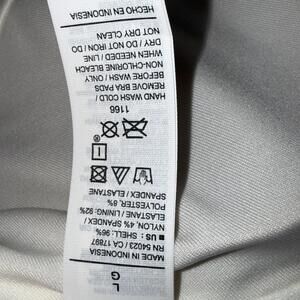 L
G
MADE IN INDONESIA
RN 54023 / CA 17897
■ US : SHELL: 96%
NYLON, 4% SPANDEX /
ELASTANE / LINING: 92%
POLYESTER, 8%
SPANDEX / ELASTANE
1166
HAND WASH COLD /
REMOVE BRA PADS
BEFORE WASH / ONLY
NON-CHLORINE BLEACH
WHEN NEEDED / LINE
DRY / DO NOT IRON / DO
NOT DRY CLEAN
HECHO EN INDONESIA